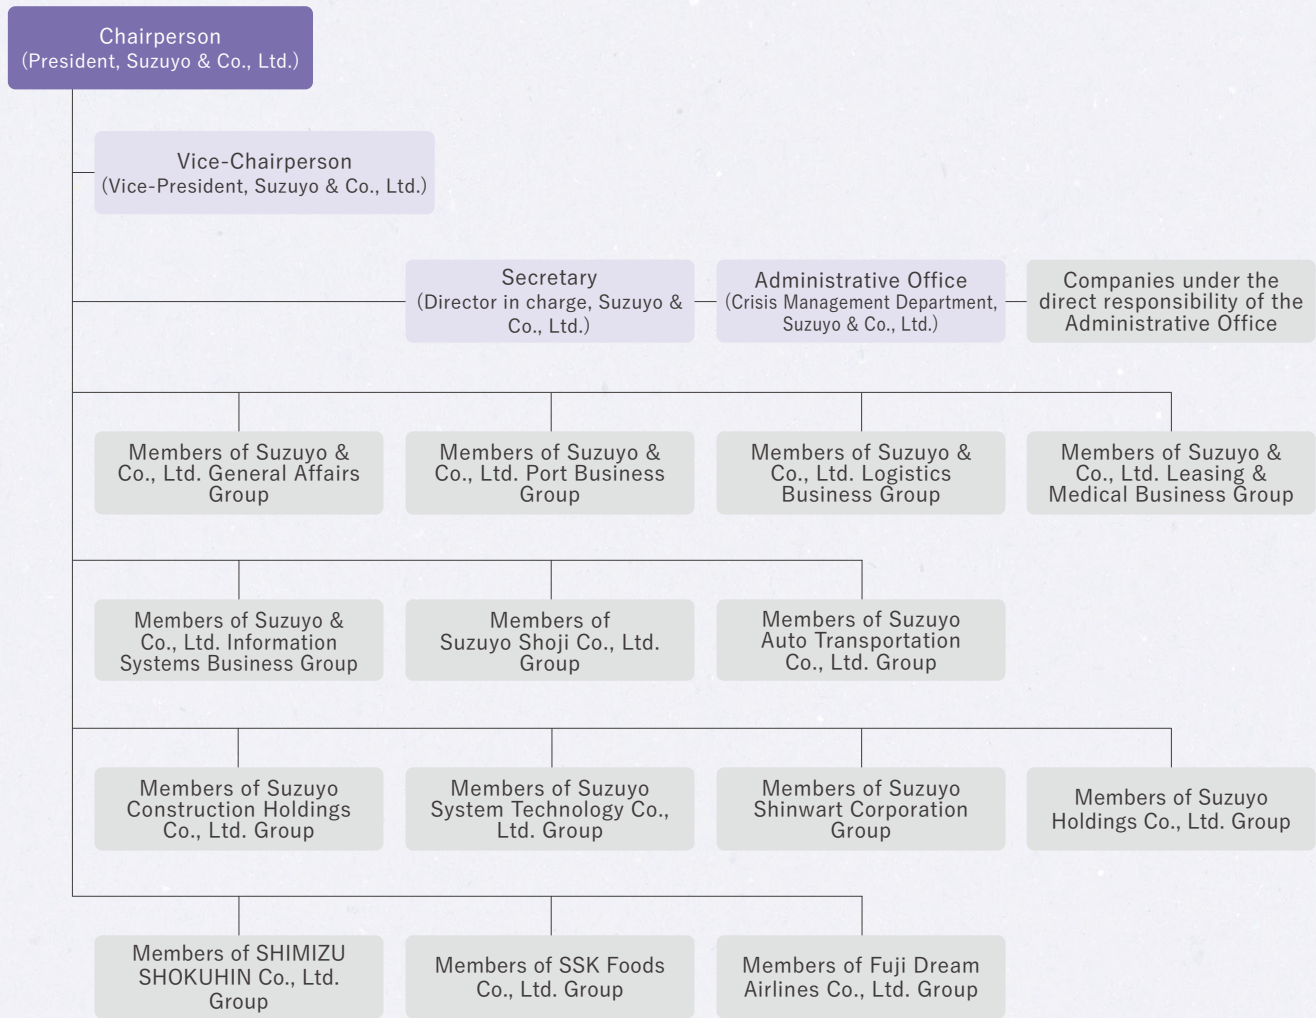 Chairperson
(President, Suzuyo & Co., Ltd.)
Vice-Chairperson
(Vice-President, Suzuyo & Co., Ltd.)
Secretary
(Director in charge, Suzuyo &
Co., Ltd.)
Administrative Office
(Crisis Management Department,
Suzuyo & Co., Ltd.)
Companies under the
direct responsibility of the
Administrative Office
Members of Suzuyo &
Co., Ltd. General Affairs
Group
Members of Suzuyo &
Co., Ltd. Port Business
Group
Members of Suzuyo &
Co., Ltd. Logistics
Business Group
Members of Suzuyo &
Co., Ltd. Leasing &
Medical Business Group
Members of Suzuyo &
Co., Ltd. Information
Systems Business Group
Members of
Suzuyo Shoji Co., Ltd.
Group
Members of Suzuyo
Auto Transportation
Co., Ltd. Group
Members of Suzuyo
Construction Holdings
Co., Ltd. Group
Members of Suzuyo
System Technology Co.,
Ltd. Group
Members of Suzuyo
Shinwart Corporation
Group
Members of Suzuyo
Holdings Co., Ltd. Group
Members of SHIMIZU
SHOKUHIN Co., Ltd.
Group
Members of SSK Foods
Co., Ltd. Group
Members of Fuji Dream
Airlines Co., Ltd. Group